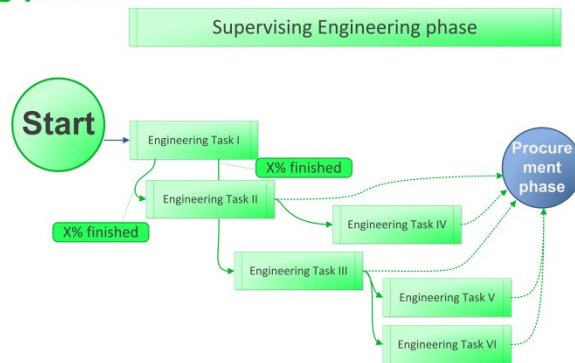 Supervising Engineering phase
Start
Engineering Task I
X% finished
Procure
ment
phase
Engineering Task II
X% finished
Engineering Task IV
Engineering Task III
Engineering Task V
Engineering Task VI